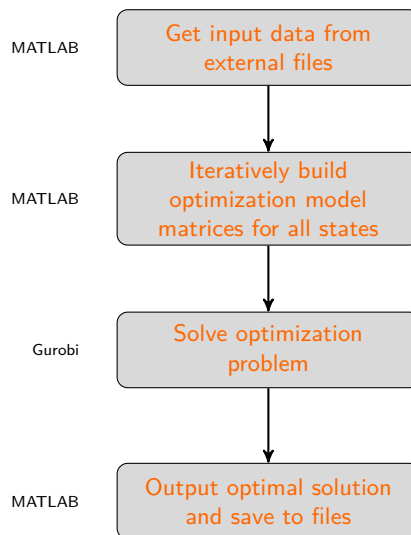 MATLAB
Get input data from
external files
MATLAB
Iteratively build
optimization model
matrices for all states
Gurobi
Solve optimization
problem
MATLAB
Output optimal solution
and save to files